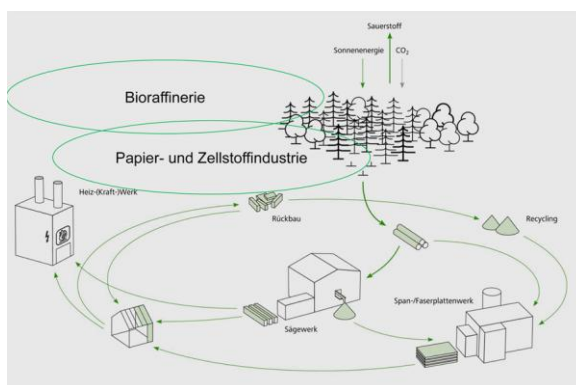 Sauerstoff
Sonnenenergie CO₂
Bioraffinerie
Papier- und Zellstoffindustrie
Heiz-(Kraft-)Werk
Rückbau
Recycling
Sägewerk
Span-/Faserplattenwerk